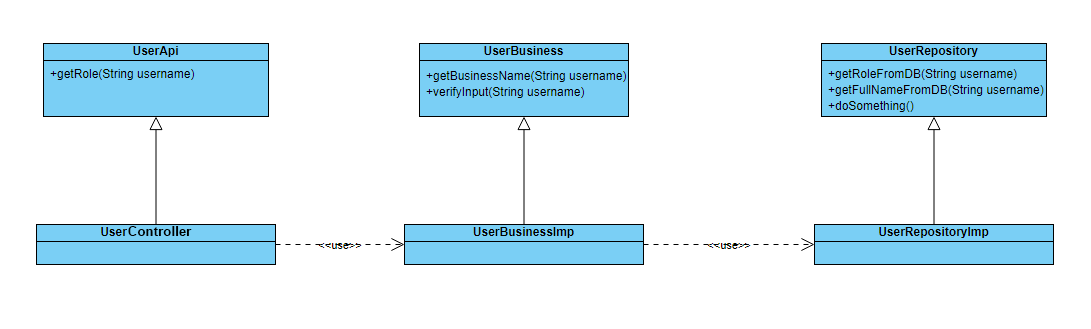 UserApi
+getRole(String username)
UserBusiness
+getBusinessName(String username)
+verifyInput(String username)
UserRepository
+getRoleFromDB(String username)
+getFullNameFromDB(String username)
+doSomething()
UserController
<<use>>
UserBusinessImp
<<use>>
UserRepositoryImp